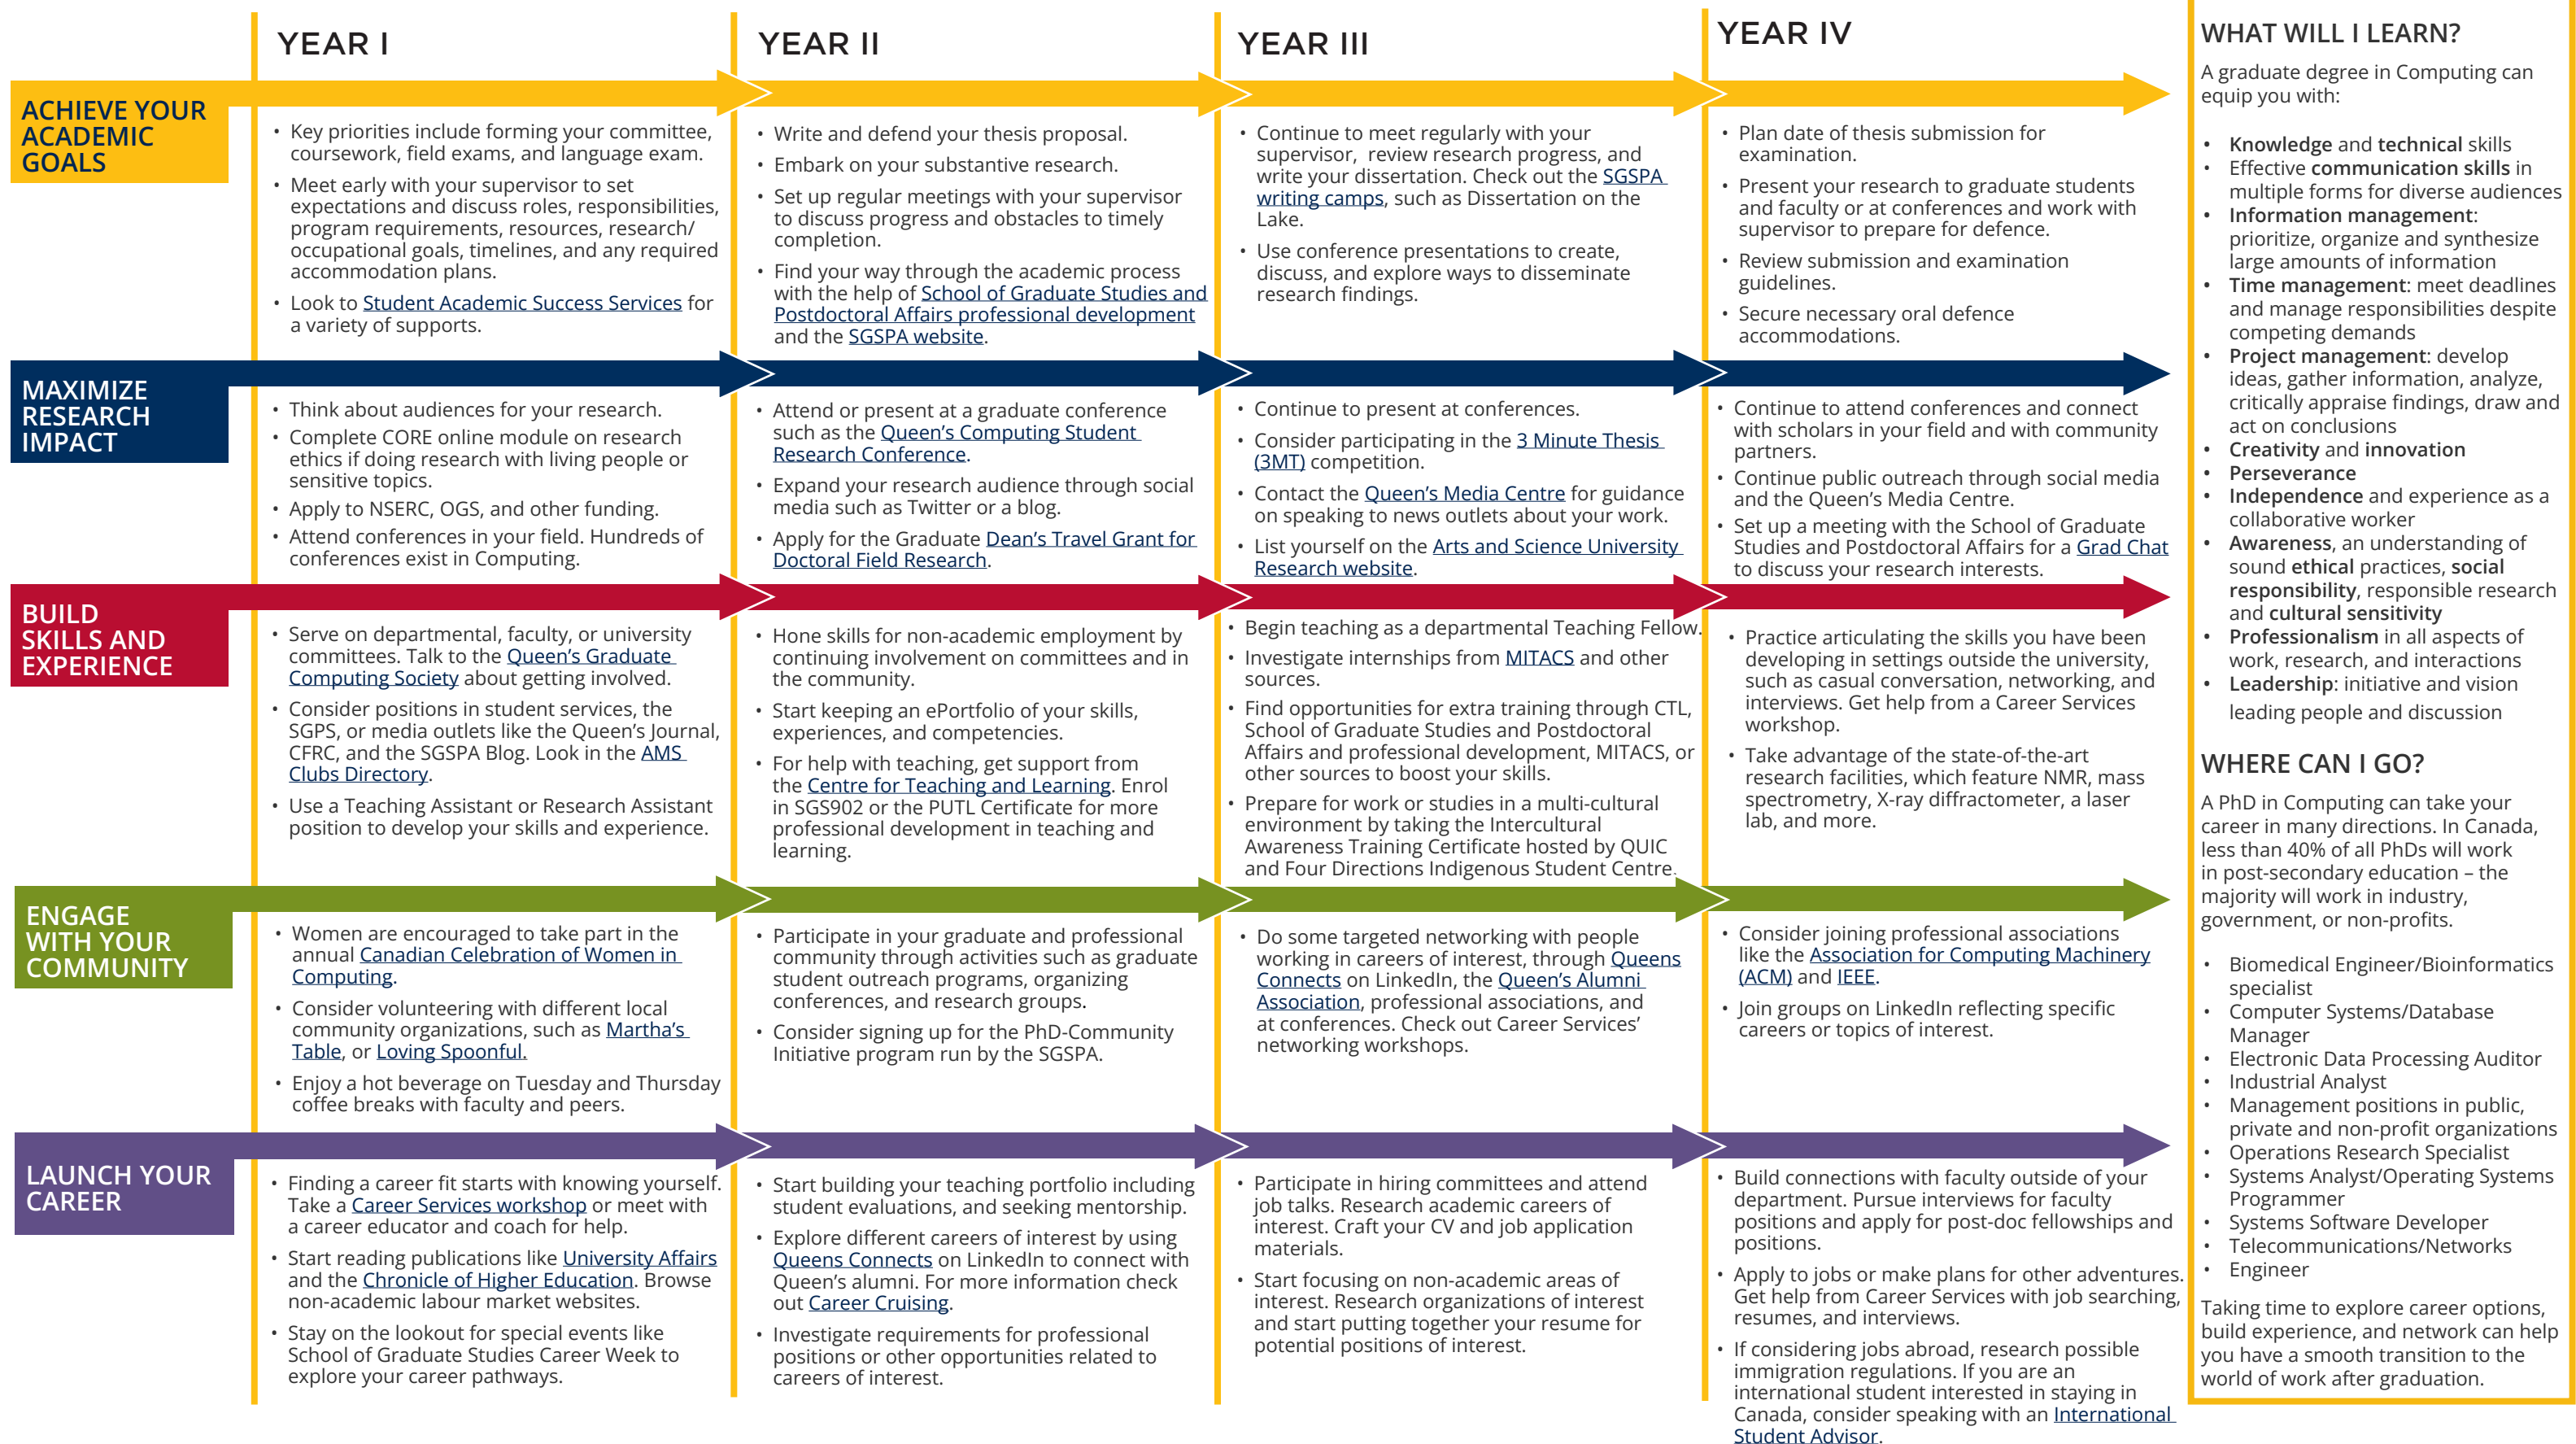 YEAR I
YEAR II
YEAR III
YEAR IV
ACHIEVE YOUR
ACADEMIC
GOALS
• Key priorities include forming your committee,
coursework, field exams, and language exam.
• Meet early with your supervisor to set
expectations and discuss roles, responsibilities,
program requirements, resources, research/
occupational goals, timelines, and any required
accommodation plans.
• Look to Student Academic Success Services for
a variety of supports.
• Write and defend your thesis proposal.
• Embark on your substantive research.
• Set up regular meetings with your supervisor
to discuss progress and obstacles to timely
completion.
• Find your way through the academic process
with the help of School of Graduate Studies and
Postdoctoral Affairs professional development
and the SGSPA website.
• Continue to meet regularly with your
supervisor, review research progress, and
write your dissertation. Check out the SGSPA
writing camps, such as Dissertation on the
Lake.
• Use conference presentations to create,
discuss, and explore ways to disseminate
research findings.
• Plan date of thesis submission for
examination.
• Present your research to graduate students
and faculty or at conferences and work with
supervisor to prepare for defence.
• Review submission and examination
guidelines.
• Secure necessary oral defence
accommodations.
MAXIMIZE
RESEARCH
IMPACT
• Think about audiences for your research.
• Complete CORE online module on research
ethics if doing research with living people or
sensitive topics.
• Apply to NSERC, OGS, and other funding.
• Attend conferences in your field. Hundreds of
conferences exist in Computing.
• Attend or present at a graduate conference
such as the Queen's Computing Student
Research Conference.
• Expand your research audience through social
media such as Twitter or a blog.
• Apply for the Graduate Dean's Travel Grant for
Doctoral Field Research.
• Continue to present at conferences.
• Consider participating in the 3 Minute Thesis
(3MT) competition.
• Contact the Queen's Media Centre for guidance
on speaking to news outlets about your work.
• List yourself on the Arts and Science University
Research website.
• Continue to attend conferences and connect
with scholars in your field and with community
partners.
• Continue public outreach through social media
and the Queen's Media Centre.
• Set up a meeting with the School of Graduate
Studies and Postdoctoral Affairs for a Grad Chat
to discuss your research interests.
BUILD
SKILLS AND
EXPERIENCE
• Serve on departmental, faculty, or university
committees. Talk to the Queen's Graduate
Computing Society about getting involved.
• Consider positions in student services, the
SGPS, or media outlets like the Queen's Journal,
CFRC, and the SGSPA Blog. Look in the AMS
Clubs Directory.
• Use a Teaching Assistant or Research Assistant
position to develop your skills and experience.
• Hone skills for non-academic employment by
continuing involvement on committees and in
the community.
• Start keeping an ePortfolio of your skills,
experiences, and competencies.
• For help with teaching, get support from
the Centre for Teaching and Learning. Enrol
in SGS902 or the PUTL Certificate for more
professional development in teaching and
learning.
• Begin teaching as a departmental Teaching Fellow.
• Investigate internships from MITACS and other
sources.
• Find opportunities for extra training through CTL,
School of Graduate Studies and Postdoctoral
Affairs and professional development, MITACS, or
other sources to boost your skills.
• Prepare for work or studies in a multi-cultural
environment by taking the Intercultural
Awareness Training Certificate hosted by QUIC
and Four Directions Indigenous Student Centre.
• Practice articulating the skills you have been
developing in settings outside the university,
such as casual conversation, networking, and
interviews. Get help from a Career Services
workshop.
• Take advantage of the state-of-the-art
research facilities, which feature NMR, mass
spectrometry, X-ray diffractometer, a laser
lab, and more.
ENGAGE
WITH YOUR
COMMUNITY
• Women are encouraged to take part in the
annual Canadian Celebration of Women in
Computing.
• Consider volunteering with different local
community organizations, such as Martha's
Table, or Loving Spoonful.
• Enjoy a hot beverage on Tuesday and Thursday
coffee breaks with faculty and peers.
• Participate in your graduate and professional
community through activities such as graduate
student outreach programs, organizing
conferences, and research groups.
• Consider signing up for the PhD-Community
Initiative program run by the SGSPA.
• Do some targeted networking with people
working in careers of interest, through Queens
Connects on LinkedIn, the Queen's Alumni
Association, professional associations, and
at conferences. Check out Career Services'
networking workshops.
• Consider joining professional associations
like the Association for Computing Machinery
(ACM) and IEEE.
• Join groups on LinkedIn reflecting specific
careers or topics of interest.
LAUNCH YOUR
CAREER
• Finding a career fit starts with knowing yourself.
Take a Career Services workshop or meet with
a career educator and coach for help.
• Start reading publications like University Affairs
and the Chronicle of Higher Education. Browse
non-academic labour market websites.
• Stay on the lookout for special events like
School of Graduate Studies Career Week to
explore your career pathways.
• Start building your teaching portfolio including
student evaluations, and seeking mentorship.
• Explore different careers of interest by using
Queens Connects on LinkedIn to connect with
Queen's alumni. For more information check
out Career Cruising.
• Investigate requirements for professional
positions or other opportunities related to
careers of interest.
• Participate in hiring committees and attend
job talks. Research academic careers of
interest. Craft your CV and job application
materials.
• Start focusing on non-academic areas of
interest. Research organizations of interest
and start putting together your resume for
potential positions of interest.
• Build connections with faculty outside of your
department. Pursue interviews for faculty
positions and apply for post-doc fellowships and
positions.
• Apply to jobs or make plans for other adventures.
Get help from Career Services with job searching,
resumes, and interviews.
• If considering jobs abroad, research possible
immigration regulations. If you are an
international student interested in staying in
Canada, consider speaking with an International
Student Advisor.
WHAT WILL I LEARN?
A graduate degree in Computing can
equip you with:
• Knowledge and technical skills
• Effective communication skills in
multiple forms for diverse audiences
• Information management:
prioritize, organize and synthesize
large amounts of information
• Time management: meet deadlines
and manage responsibilities despite
competing demands
• Project management: develop
ideas, gather information, analyze,
critically appraise findings, draw and
act on conclusions
• Creativity and innovation
• Perseverance
• Independence and experience as a
collaborative worker
• Awareness, an understanding of
sound ethical practices, social
responsibility, responsible research
and cultural sensitivity
• Professionalism in all aspects of
work, research, and interactions
• Leadership: initiative and vision
leading people and discussion
WHERE CAN I GO?
A PhD in Computing can take your
career in many directions. In Canada,
less than 40% of all PhDs will work
in post-secondary education – the
majority will work in industry,
government, or non-profits.
• Biomedical Engineer/Bioinformatics
specialist
• Computer Systems/Database
Manager
• Electronic Data Processing Auditor
• Industrial Analyst
• Management positions in public,
private and non-profit organizations
• Operations Research Specialist
• Systems Analyst/Operating Systems
Programmer
• Systems Software Developer
• Telecommunications/Networks
• Engineer
Taking time to explore career options,
build experience, and network can help
you have a smooth transition to the
world of work after graduation.